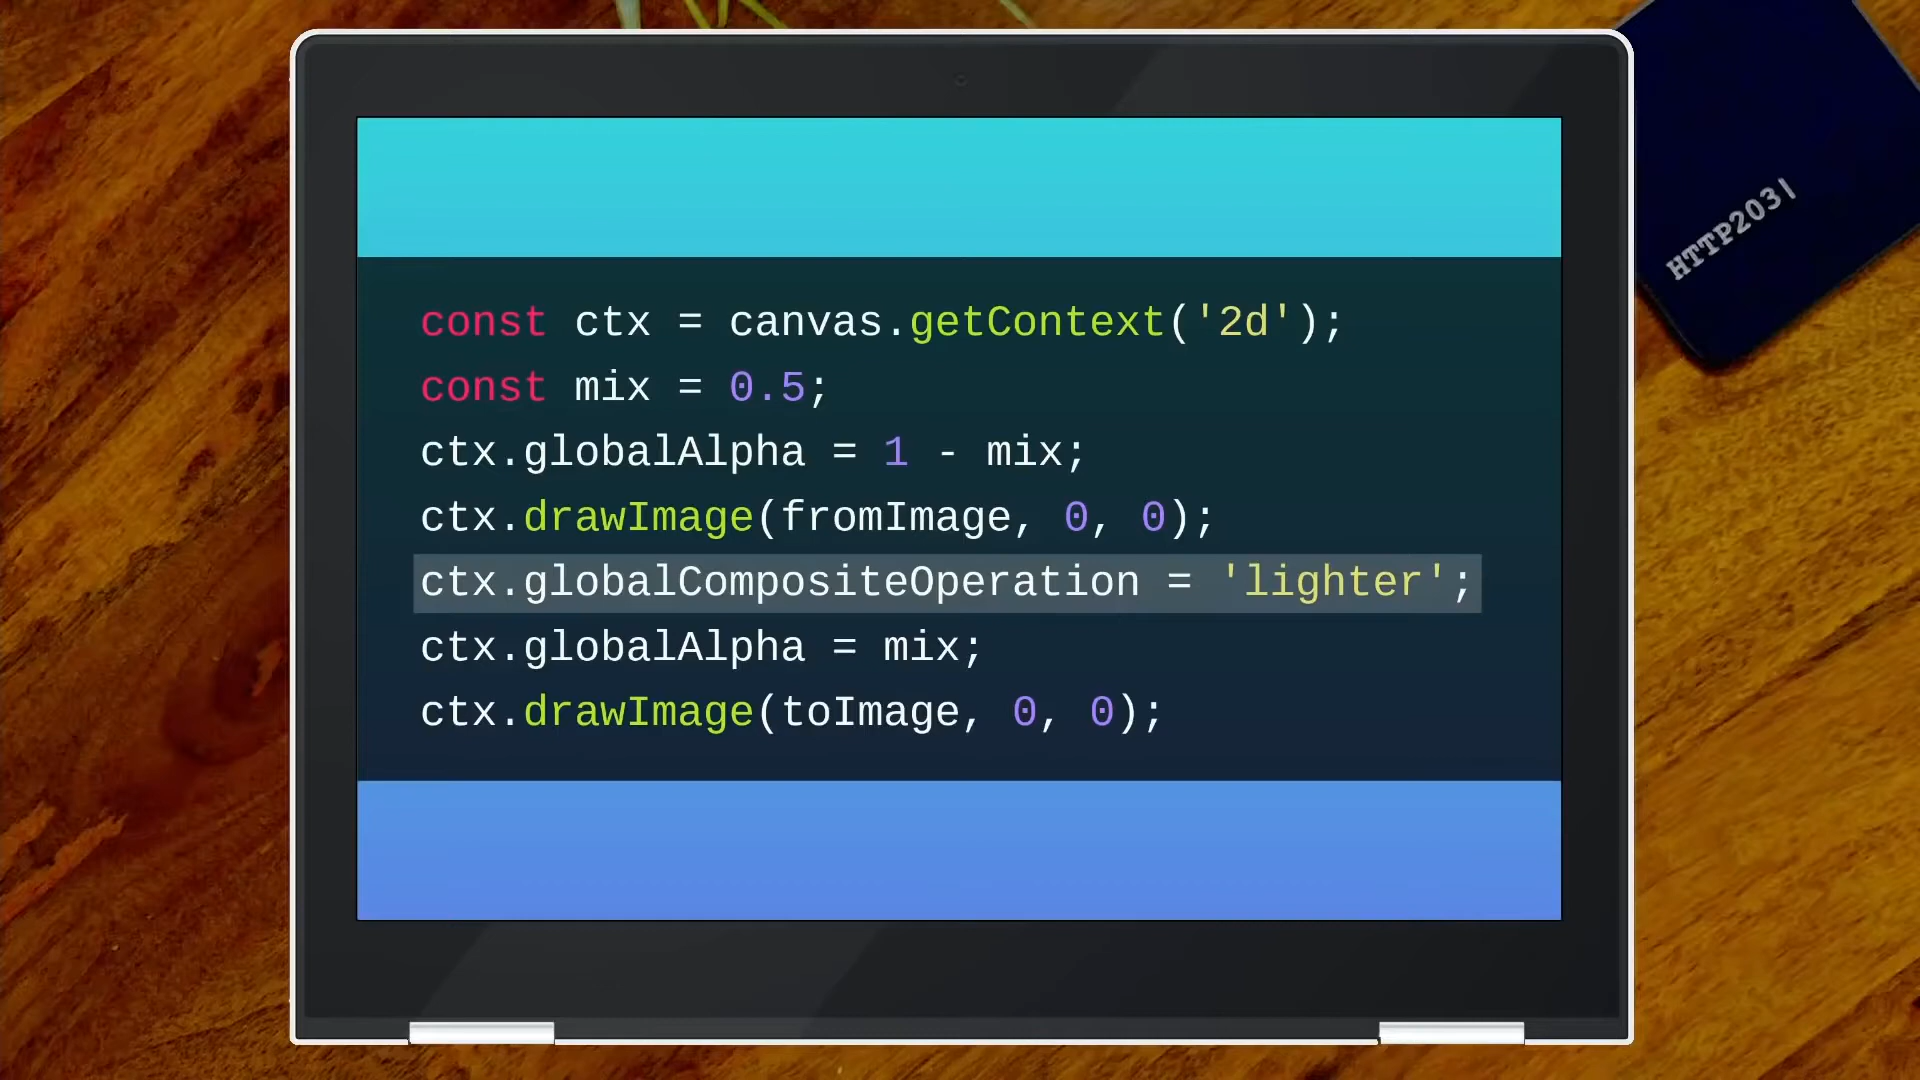 const ctx = canvas.getContext('2d');
const mix = 0.5;
ctx.globalAlpha = 1 - mix;
ctx.drawImage(fromImage, 0, 0);
ctx.globalCompositeOperation = 'lighter';
ctx.globalAlpha = mix;
ctx.drawImage(toImage, 0, 0);
HTTP203|